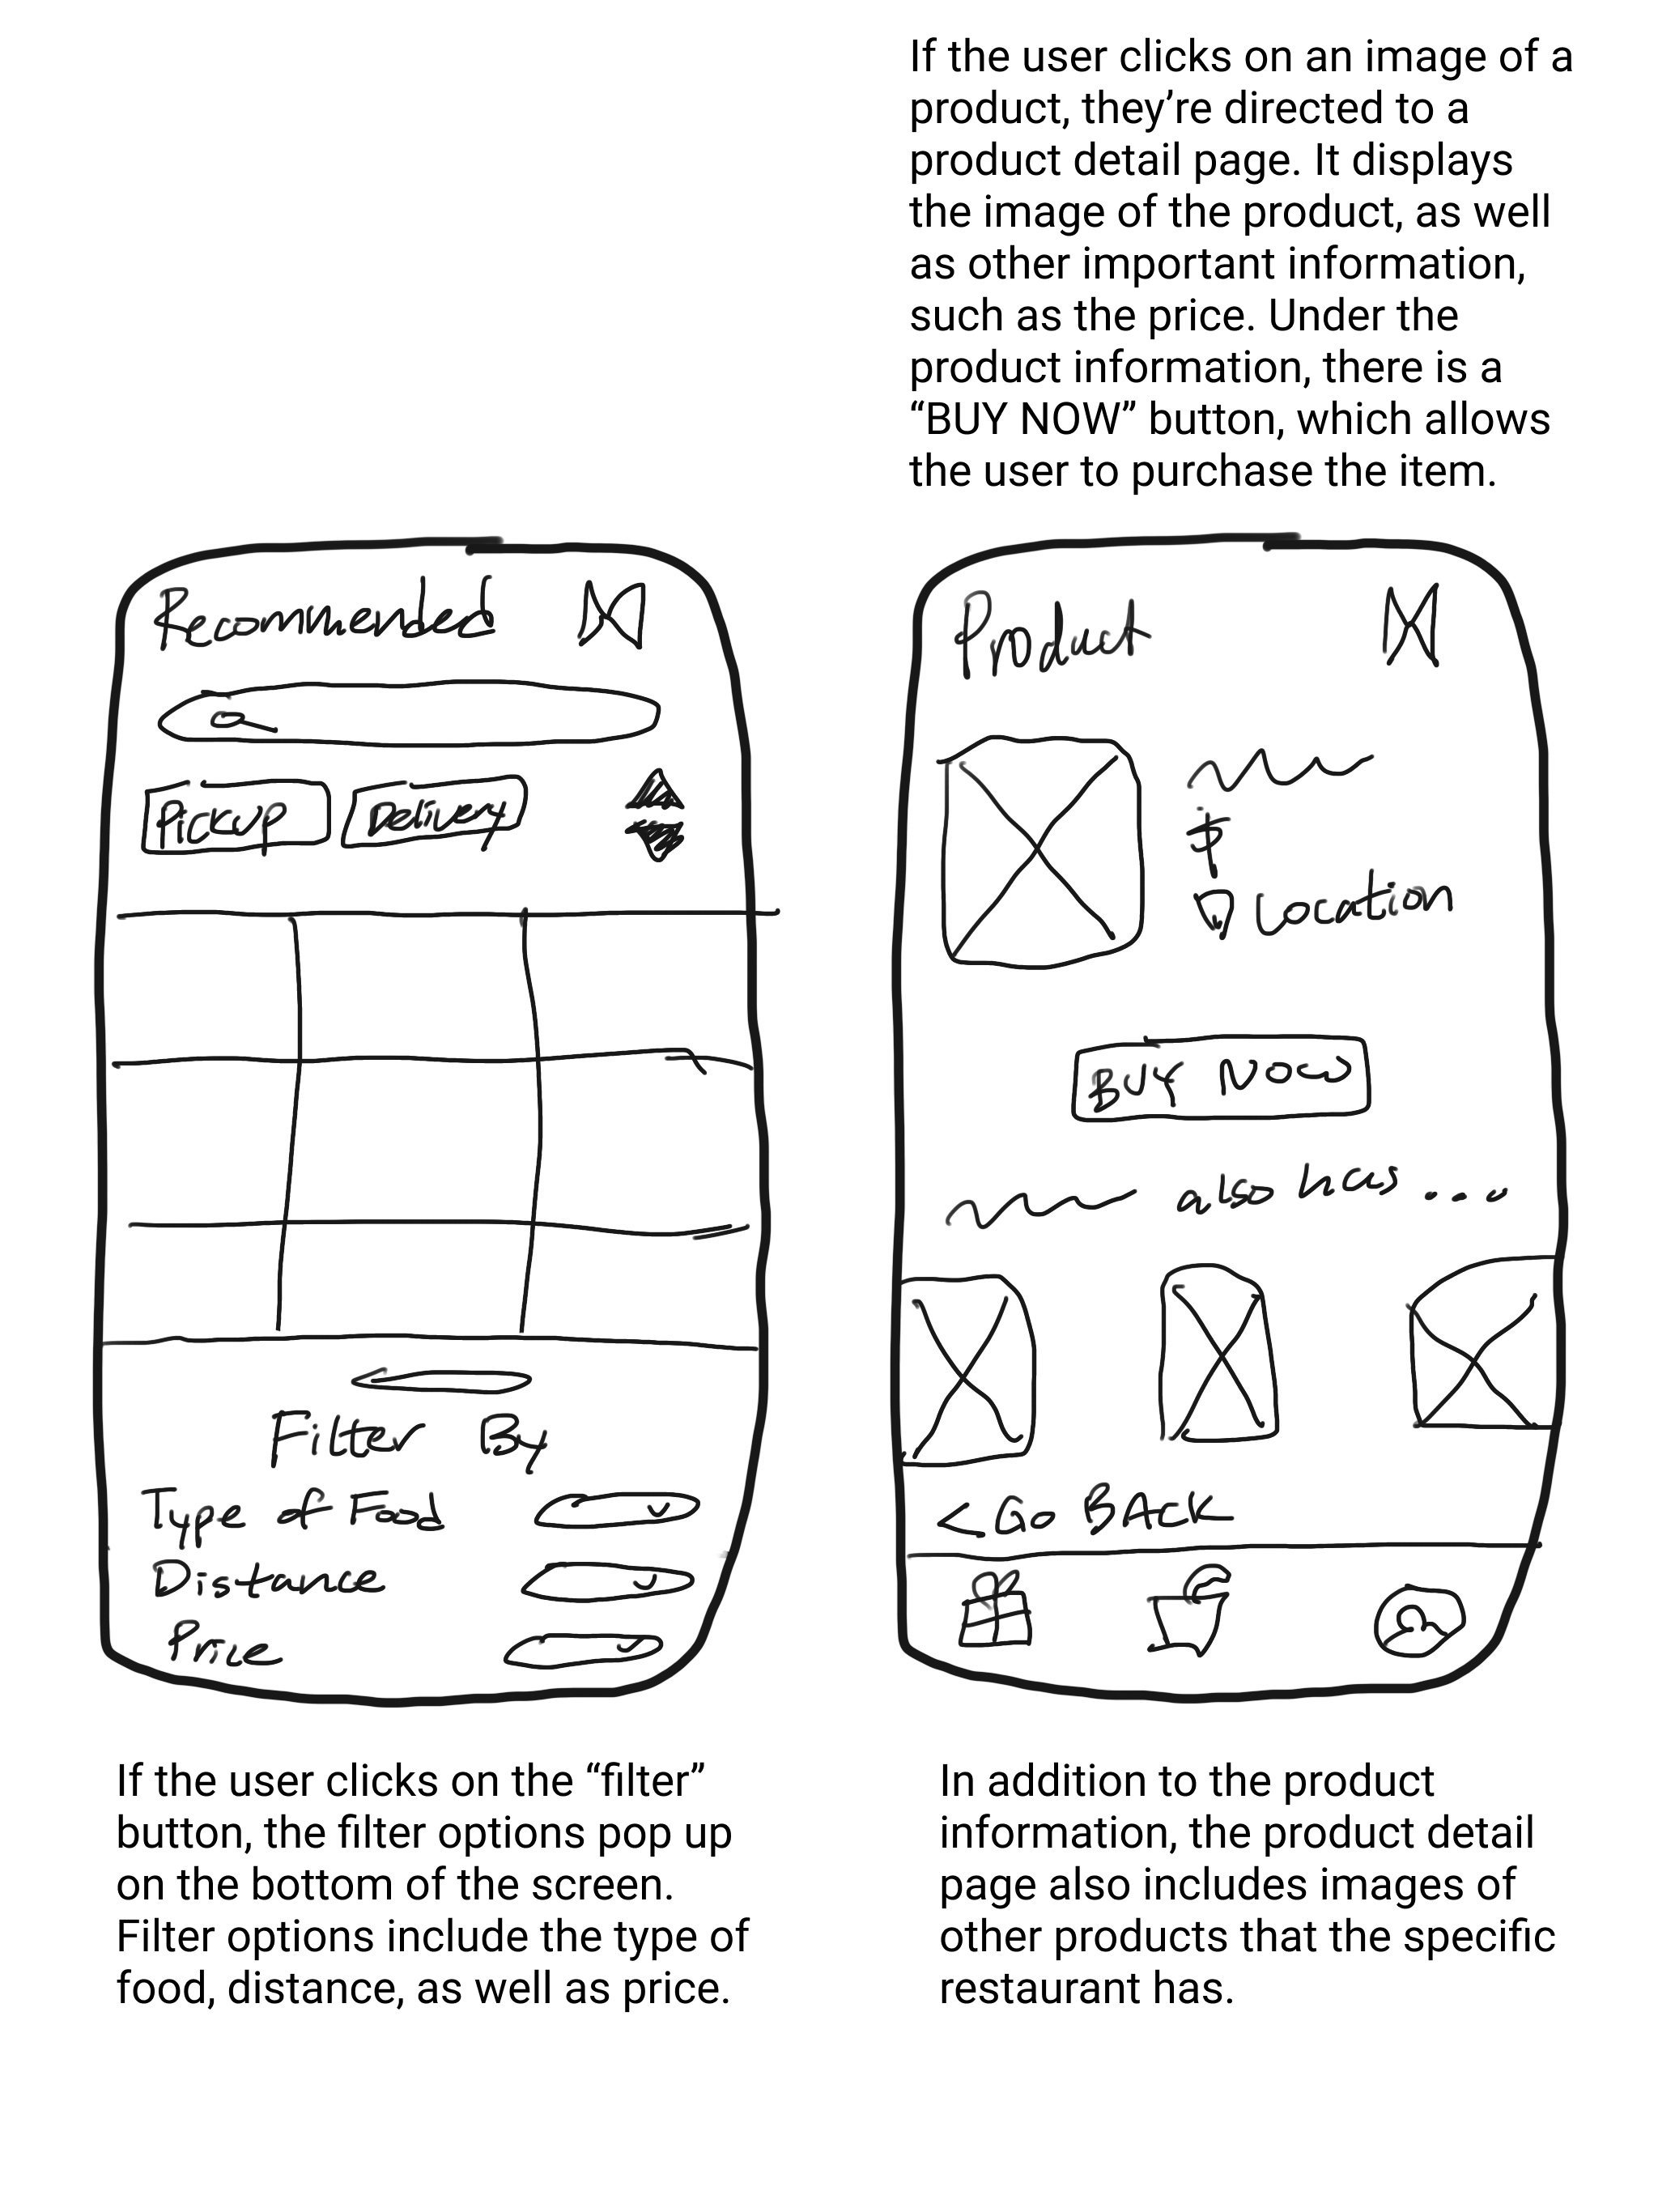 If the user clicks on an image of a
product, they’re directed to a
product detail page. It displays
the image of the product, as well
as other important information,
such as the price. Under the
product information, there is a
“BUY NOW” button, which allows
the user to purchase the item.
Recommended
Pickup Delivery
Filter By
Type of Food
Distance
Price
Product
$
Location
BUY NOW
also has ....
< GO BACK
If the user clicks on the “filter”
button, the filter options pop up
on the bottom of the screen.
Filter options include the type of
food, distance, as well as price.
In addition to the product
information, the product detail
page also includes images of
other products that the specific
restaurant has.